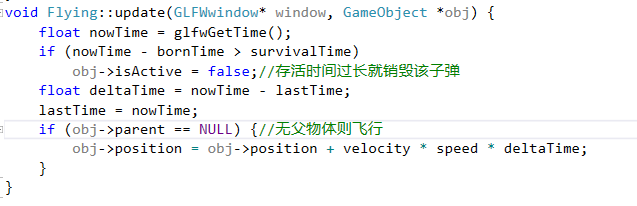 void Flying::update(GLFWwindow* window, GameObject *obj) {
    float nowTime = glfwGetTime();
    if (nowTime - bornTime > survivalTime)
        obj->isActive = false;//存活时间过长就销毁该子弹
    float deltaTime = nowTime - lastTime;
    lastTime = nowTime;
    if (obj->parent == NULL) {//无父物体则飞行
        obj->position = obj->position + velocity * speed * deltaTime;
    }
}